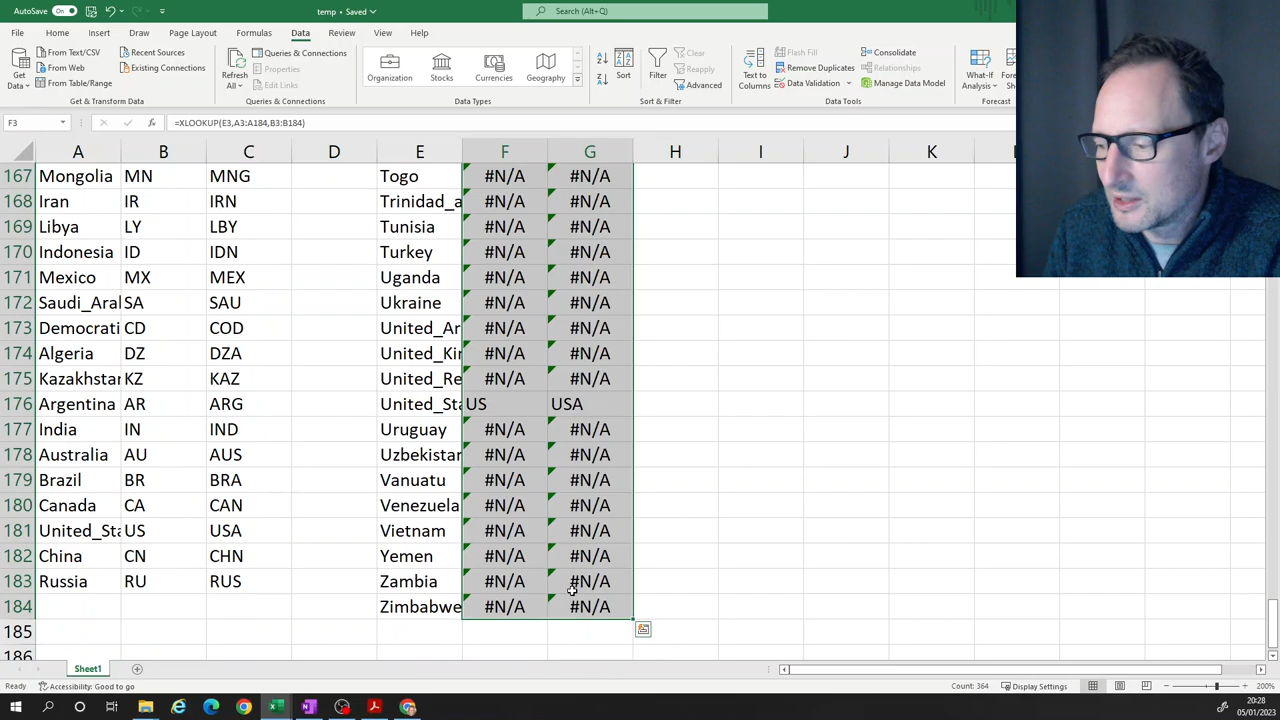 AutoSave On temp • Saved Search (Alt+Q)
File Home Insert Draw Page Layout Formulas Data Review View Help
Get Data From Text/CSV From Web From Table/Range Recent Sources Existing Connections
Get & Transform Data
Refresh All Queries & Connections Properties Edit Links
Queries & Connections
Organization Stocks Currencies Geography
Data Types
Sort Filter Clear Reapply Advanced
Sort & Filter
Text to Columns Flash Fill Remove Duplicates Data Validation Consolidate Relationships Manage Data Model
Data Tools
What-If Analysis Forecast
F3 fx =XLOOKUP(E3,A3:A184,B3:B184)
A B C D E F G H I J K
167 Mongolia MN MNG Togo #N/A #N/A
168 Iran IR IRN Trinidad_a #N/A #N/A
169 Libya LY LBY Tunisia #N/A #N/A
170 Indonesia ID IDN Turkey #N/A #N/A
171 Mexico MX MEX Uganda #N/A #N/A
172 Saudi_Aral SA SAU Ukraine #N/A #N/A
173 Democrati CD COD United_Ar #N/A #N/A
174 Algeria DZ DZA United_Kin #N/A #N/A
175 Kazakhstar KZ KAZ United_Re #N/A #N/A
176 Argentina AR ARG United_Sta US USA
177 India IN IND Uruguay #N/A #N/A
178 Australia AU AUS Uzbekistar #N/A #N/A
179 Brazil BR BRA Vanuatu #N/A #N/A
180 Canada CA CAN Venezuela #N/A #N/A
181 United_Sta US USA Vietnam #N/A #N/A
182 China CN CHN Yemen #N/A #N/A
183 Russia RU RUS Zambia #N/A #N/A
184 Zimbabwe #N/A #N/A
185
186
Sheet1
Ready Accessibility: Good to go Count: 364 Display Settings 200%
20:28
05/01/2023